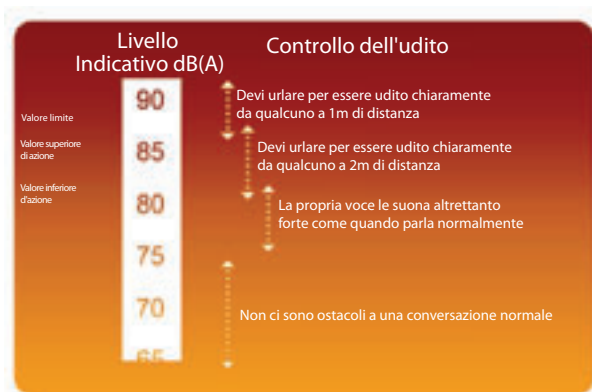 Livello
Indicativo dB(A)
Controllo dell'udito
90
Devi urlare per essere udito chiaramente
da qualcuno a 1m di distanza
Valore limite
Valore superiore
di azione
85
Devi urlare per essere udito chiaramente
da qualcuno a 2m di distanza
Valore inferiore
d'azione
80
La propria voce le suona altrettanto
forte come quando parla normalmente
75
70
Non ci sono ostacoli a una conversazione normale
65